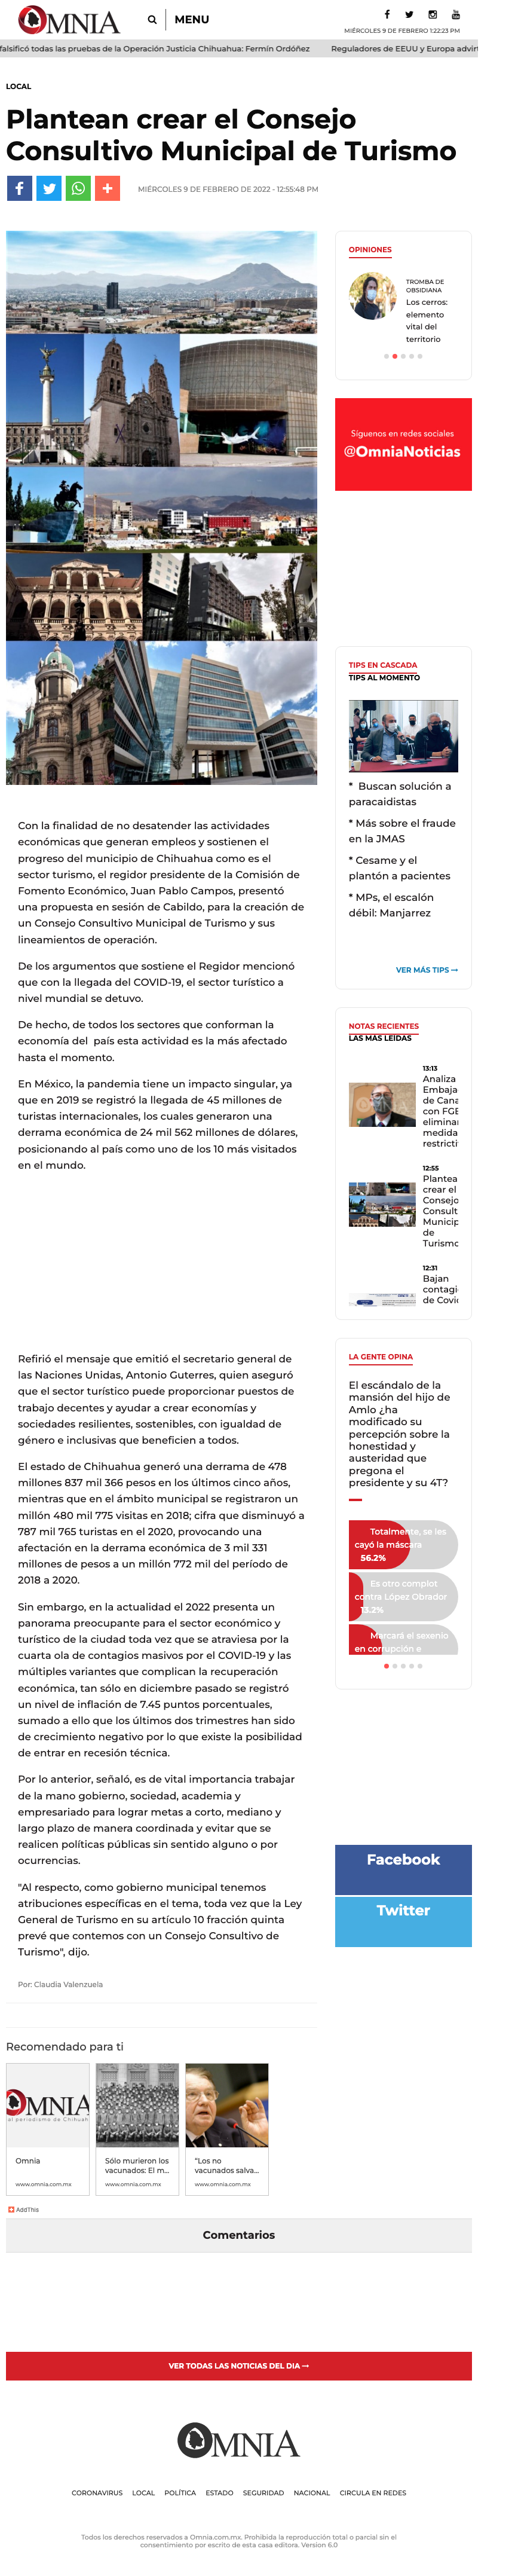 OMNIA
MENU
MIÉRCOLES 9 DE FEBRERO 1:22:23 PM
falsificó todas las pruebas de la Operación Justicia Chihuahua: Fermín Ordóñez
Reguladores de EEUU y Europa
LOCAL
Plantean crear el Consejo
Consultivo Municipal de Turismo
MIÉRCOLES 9 DE FEBRERO DE 2022 - 12:55:48 PM
Con la finalidad de no desatender las actividades
económicas que generan empleos y sostienen el
progreso del municipio de Chihuahua como es el
sector turismo, el regidor presidente de la Comisión de
Fomento Económico, Juan Pablo Campos, presentó
una propuesta en sesión de Cabildo, para la creación de
un Consejo Consultivo Municipal de Turismo y sus
lineamientos de operación.
De los argumentos que sostiene el Regidor mencionó
que con la llegada del COVID-19, el sector turístico a
nivel mundial se detuvo.
De hecho, de todos los sectores que conforman la
economía del  país esta actividad es la más afectado
hasta el momento.
En México, la pandemia tiene un impacto singular, ya
que en 2019 se registró la llegada de 45 millones de
turistas internacionales, los cuales generaron una
derrama económica de 24 mil 562 millones de dólares,
posicionando al país como uno de los 10 más visitados
en el mundo.
Refirió el mensaje que emitió el secretario general de
las Naciones Unidas, Antonio Guterres, quien aseguró
que el sector turístico puede proporcionar puestos de
trabajo decentes y ayudar a crear economías y
sociedades resilientes, sostenibles, con igualdad de
género e inclusivas que beneficien a todos.
El estado de Chihuahua generó una derrama de 478
millones 837 mil 366 pesos en los últimos cinco años,
mientras que en el ámbito municipal se registraron un
millón 480 mil 775 visitas en 2018; cifra que disminuyó a
787 mil 765 turistas en el 2020, provocando una
afectación en la derrama económica de 3 mil 331
millones de pesos a un millón 772 mil del período de
2018 a 2020.
Sin embargo, en la actualidad el 2022 presenta un
panorama preocupante para el sector económico y
turístico de la ciudad toda vez que se atraviesa por la
cuarta ola de contagios masivos por el COVID-19 y las
múltiples variantes que complican la recuperación
económica, tan sólo en diciembre pasado se registró
un nivel de inflación de 7.45 puntos porcentuales,
sumado a ello que los últimos dos trimestres han sido
de crecimiento negativo por lo que existe la posibilidad
de entrar en recesión técnica.
Por lo anterior, señaló, es de vital importancia trabajar
de la mano gobierno, sociedad, academia y
empresariado para lograr metas a corto, mediano y
largo plazo de manera coordinada y evitar que se
realicen políticas públicas sin sentido alguno o por
ocurrencias.
"Al respecto, como gobierno municipal tenemos
atribuciones específicas en el tema, toda vez que la Ley
General de Turismo en su artículo 10 fracción quinta
prevé que contemos con un Consejo Consultivo de
Turismo", dijo.
Por: Claudia Valenzuela
OPINIONES
TROMBA DE
OBSIDIANA
Los cerros:
elemento
vital del
territorio
Síguenos en redes sociales
@OmniaNoticias
TIPS EN CASCADA
TIPS AL MOMENTO
*  Buscan solución a
paracaidistas
* Más sobre el fraude
en la JMAS
* Cesame y el
plantón a pacientes
* MPs, el escalón
débil: Manjarrez
VER MÁS TIPS
NOTAS RECIENTES
LAS MÁS LEIDAS
13:13
Analiza
Embaja
de Cana
con FGE
elimina
medida
restricti
12:55
Plantea
crear el
Consejo
Consult
Municip
de
Turismo
12:31
Bajan
contagi
de Covid
LA GENTE OPINA
El escándalo de la
mansión del hijo de
Amlo ¿ha
modificado su
percepción sobre la
honestidad y
austeridad que
pregona el
presidente y su 4T?
Totalmente, se les
cayó la máscara
56.2%
Es otro complot
contra López Obrador
13.2%
Marcará el sexenio
en corrupción e
Facebook
Twitter
Recomendado para ti
OMNIA
el periodismo de Chihuah
Omnia
www.omnia.com.mx
Sólo murieron los
vacunados: El m...
www.omnia.com.mx
"Los no
vacunados salva...
www.omnia.com.mx
AddThis
Comentarios
VER TODAS LAS NOTICIAS DEL DIA
OMNIA
CORONAVIRUS LOCAL POLÍTICA ESTADO SEGURIDAD NACIONAL CIRCULA EN REDES
Todos los derechos reservados a Omnia.com.mx. Prohibida la reproducción total o parcial sin el
consentimiento por escrito de esta casa editora. Version 6.0